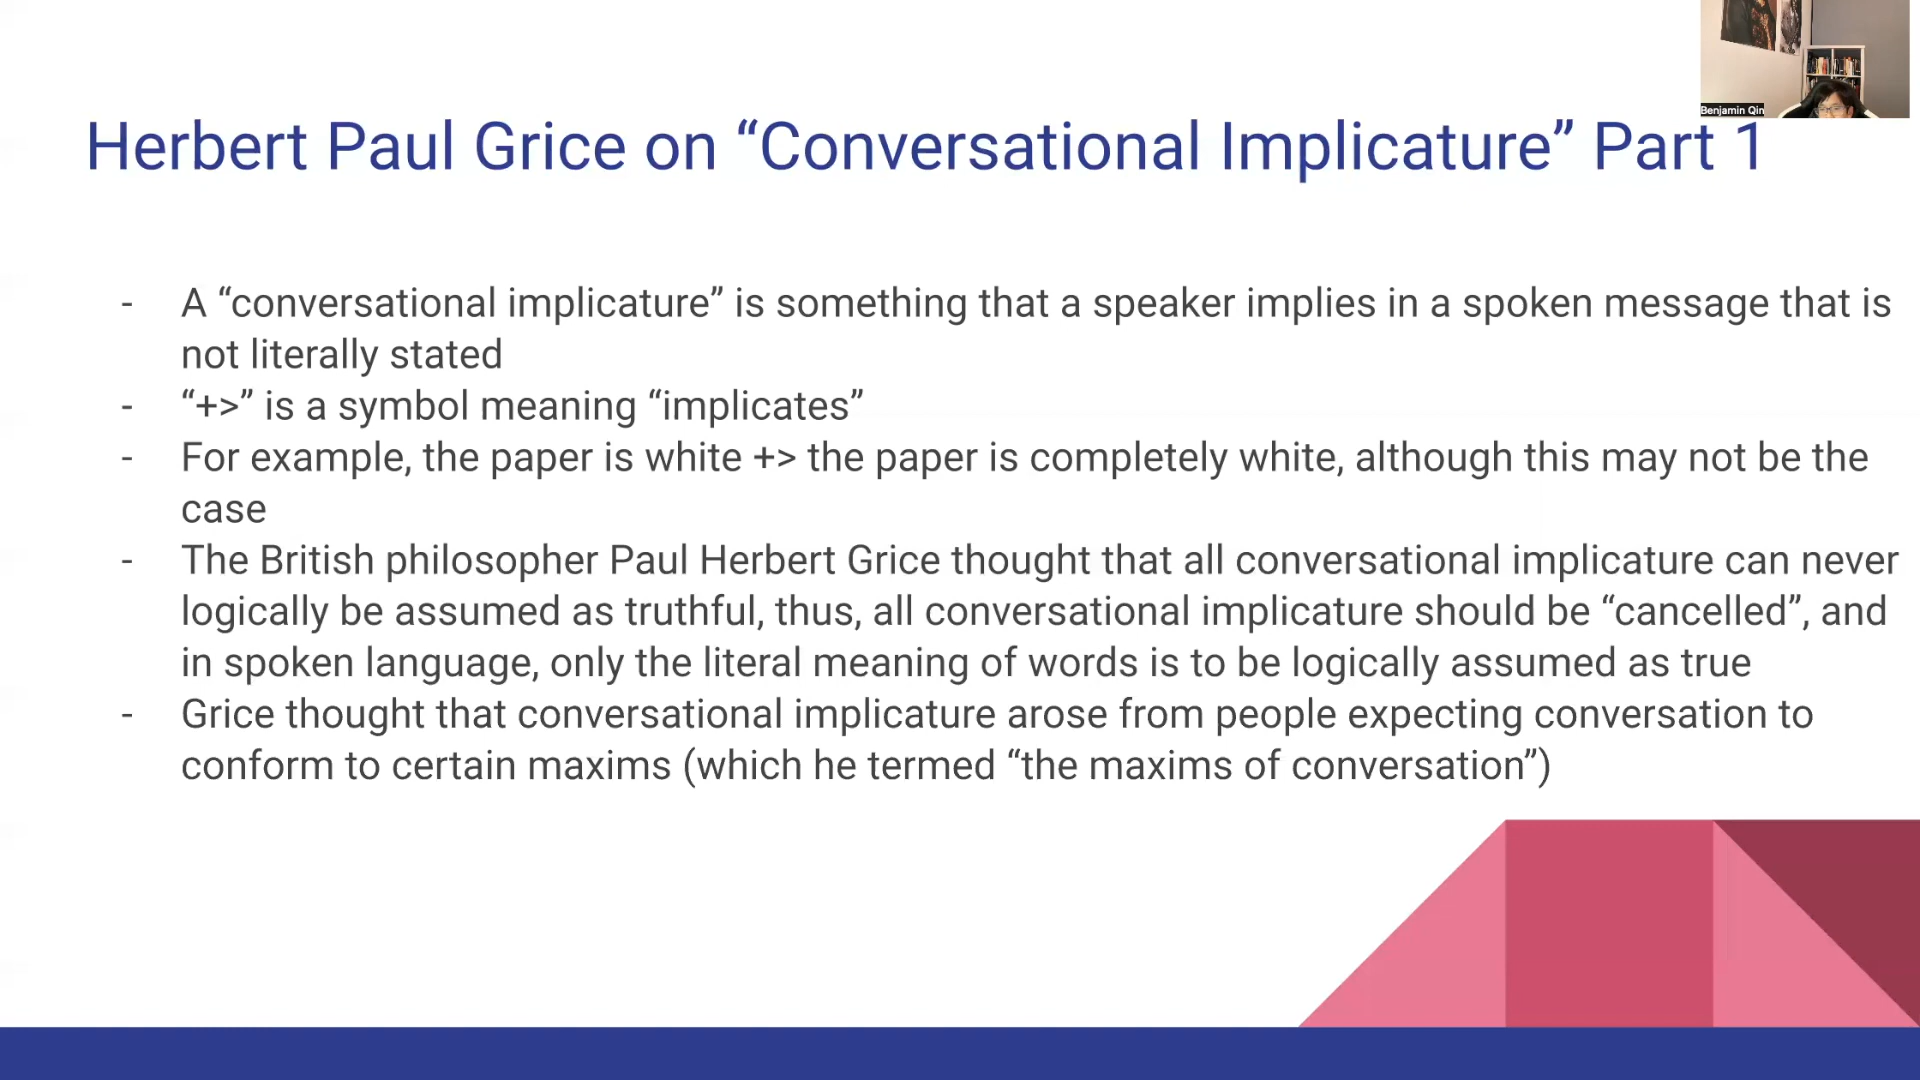 Benjamin Qin
Herbert Paul Grice on “Conversational Implicature” Part 1
- A “conversational implicature” is something that a speaker implies in a spoken message that is
not literally stated
- “+>” is a symbol meaning “implicates”
- For example, the paper is white +> the paper is completely white, although this may not be the
case
- The British philosopher Paul Herbert Grice thought that all conversational implicature can never
logically be assumed as truthful, thus, all conversational implicature should be “cancelled”, and
in spoken language, only the literal meaning of words is to be logically assumed as true
- Grice thought that conversational implicature arose from people expecting conversation to
conform to certain maxims (which he termed “the maxims of conversation”)